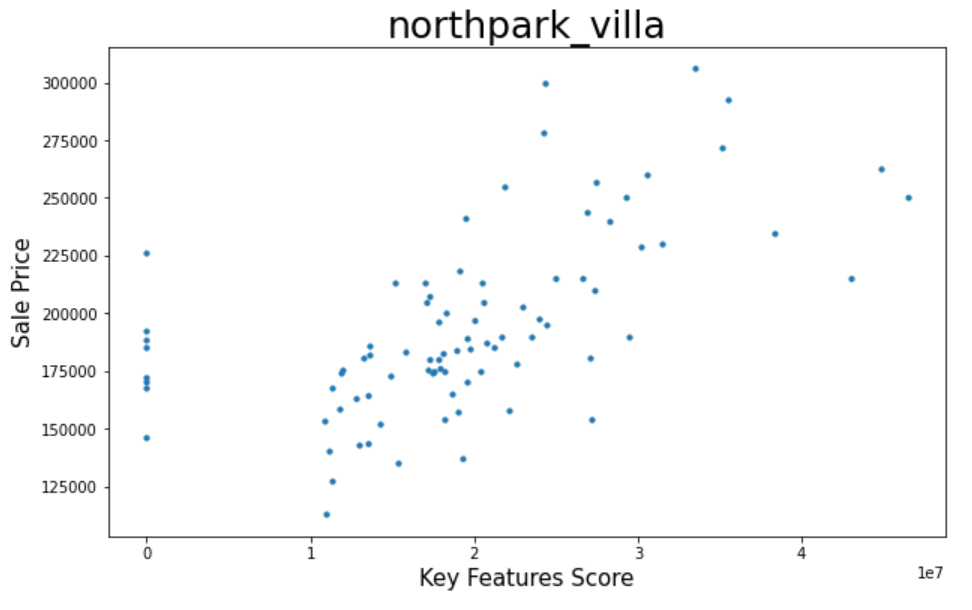 northpark_villa
300000
275000
250000
225000
200000
175000
150000
125000
Sale Price
0 1 2 3 4
1e7
Key Features Score